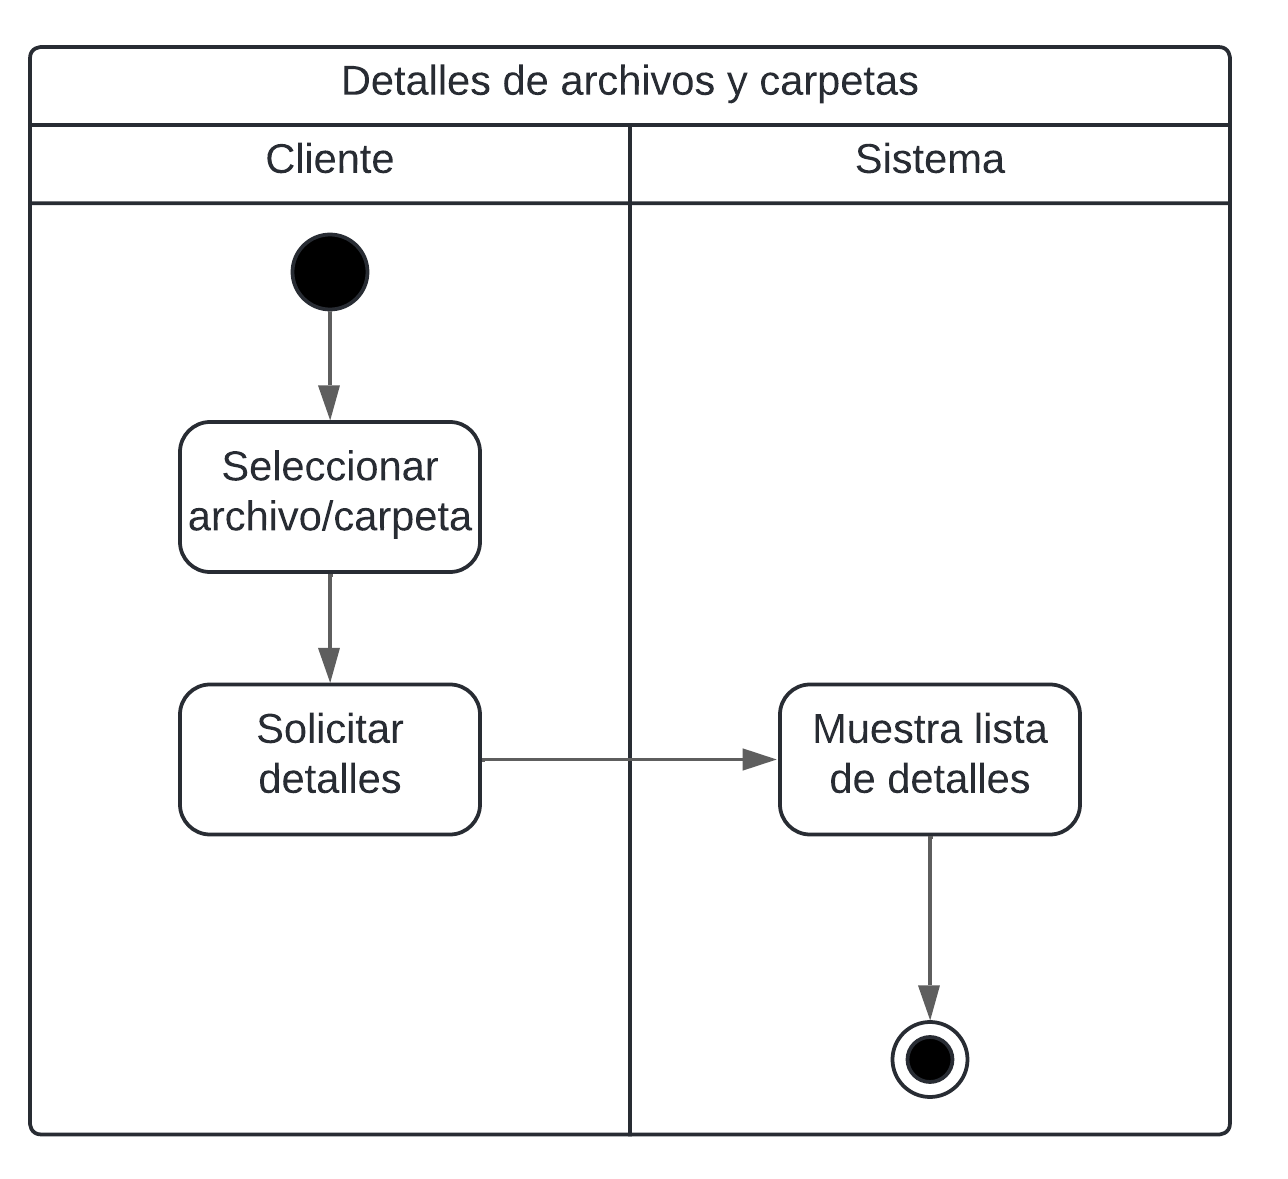 Detalles de archivos y carpetas
Cliente
Sistema
Seleccionar
archivo/carpeta
Solicitar
detalles
Muestra lista
de detalles